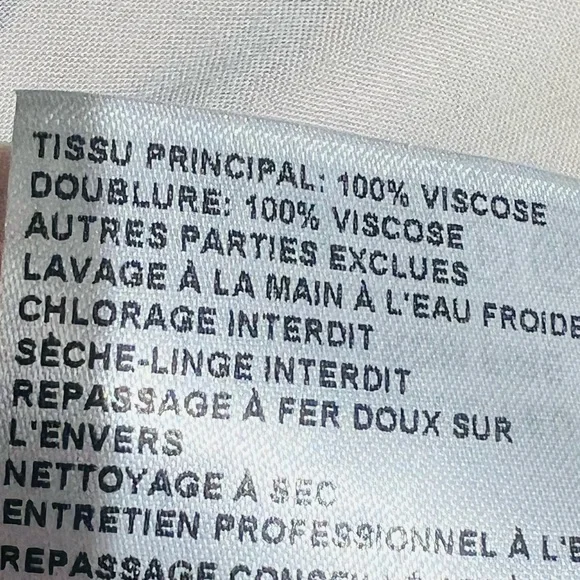 TISSU PRINCIPAL: 100% VISCOSE
DOUBLURE: 100% VISCOSE
AUTRES PARTIES EXCLUES
LAVAGE À LA MAIN À L'EAU FROIDE
CHLORAGE INTERDIT
SÈCHE-LINGE INTERDIT
REPASSAGE À FER DOUX SUR
L'ENVERS
NETTOYAGE À SEC
ENTRETIEN PROFESSIONNEL À L'E
REPASSAGE